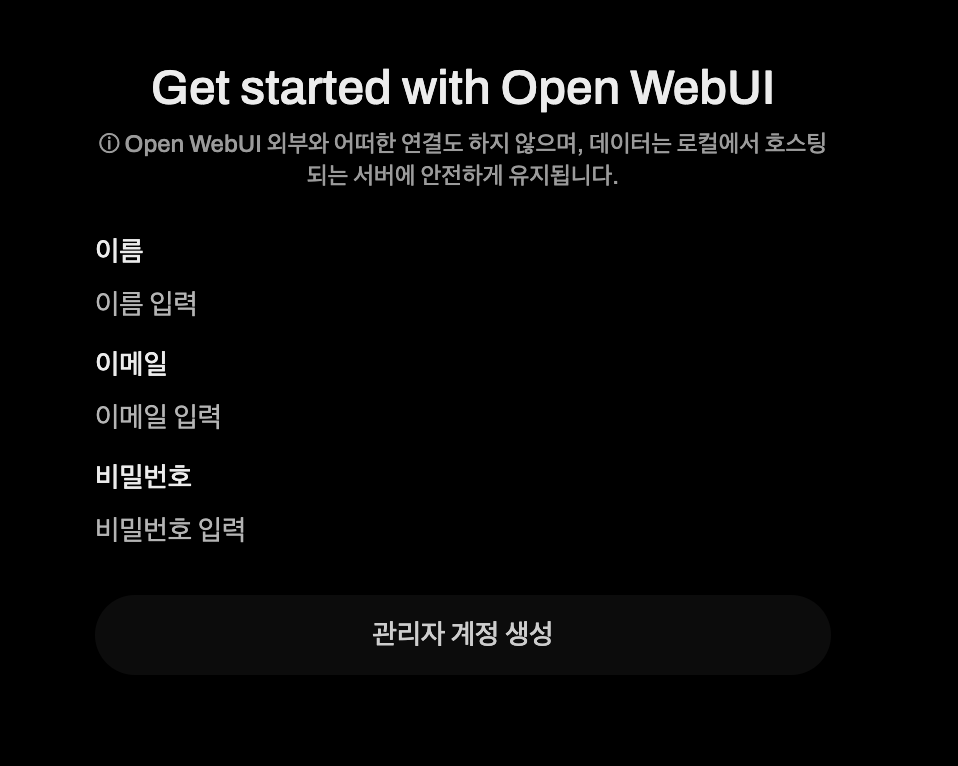 Get started with Open WebUI
ⓘ Open WebUI 외부와 어떠한 연결도 하지 않으며, 데이터는 로컬에서 호스팅
되는 서버에 안전하게 유지됩니다.
이름
이름 입력
이메일
이메일 입력
비밀번호
비밀번호 입력
관리자 계정 생성